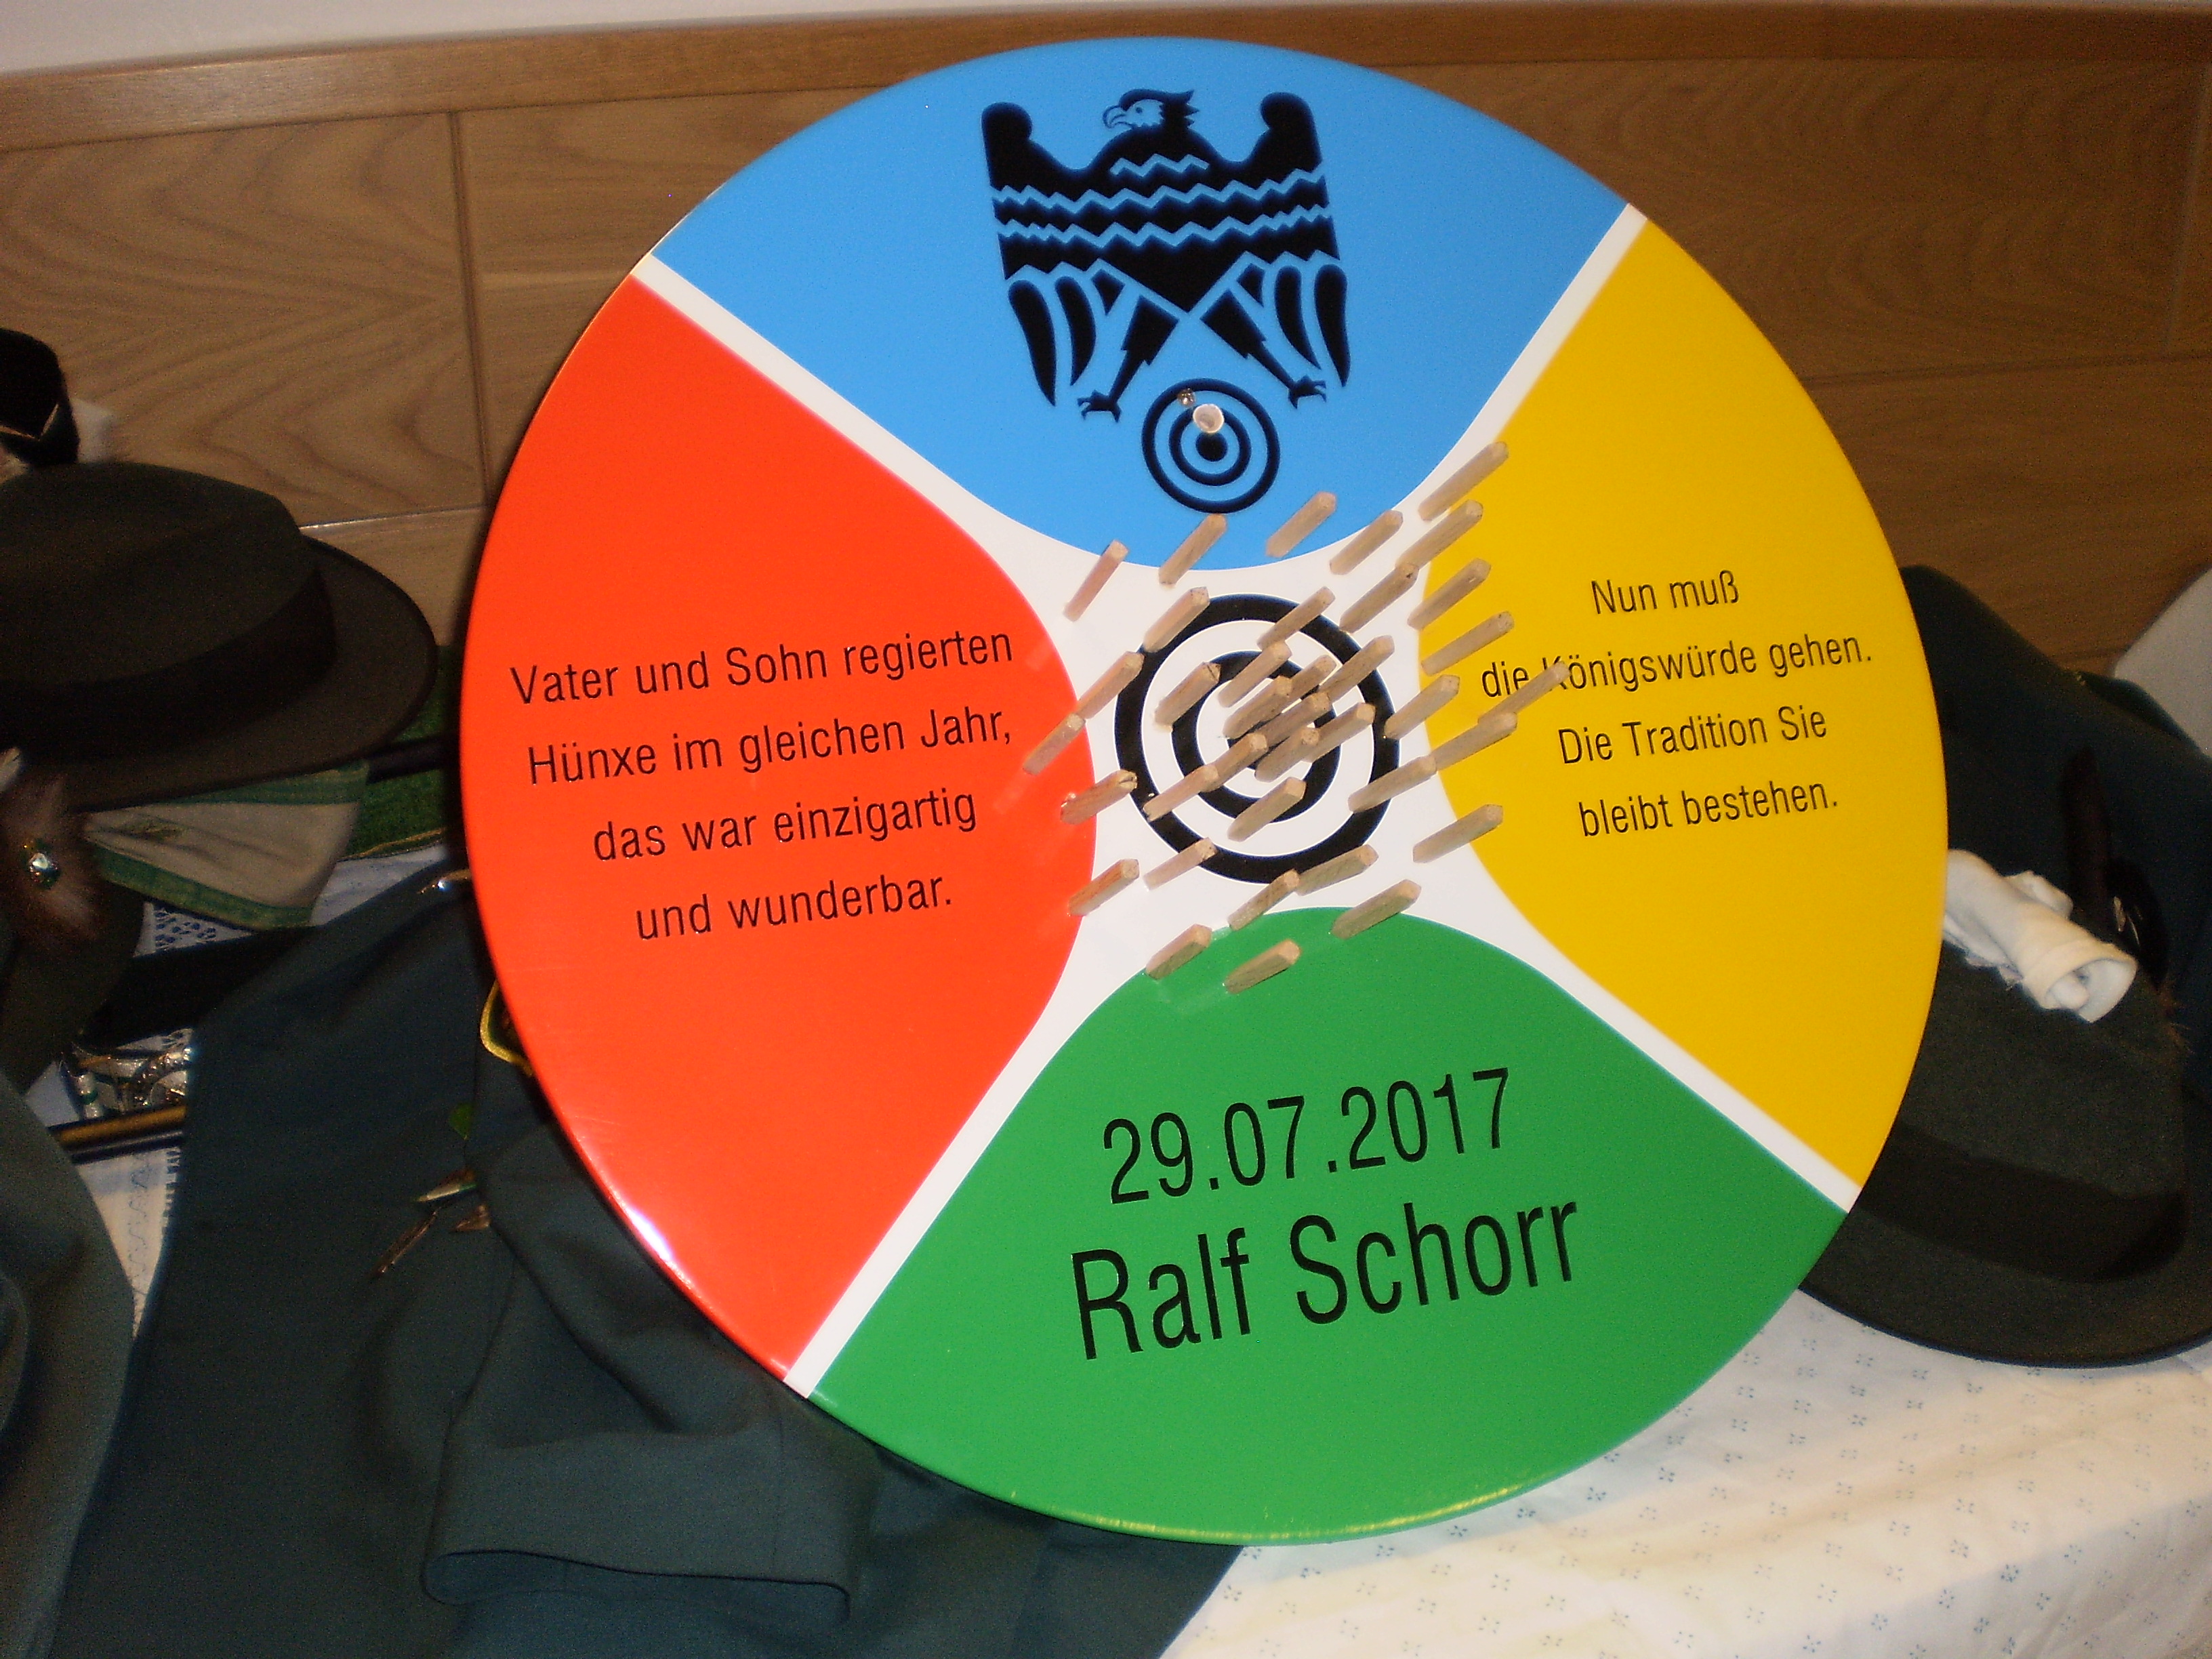 Vater und Sohn regierten
Hünxe im gleichen Jahr,
das war einzigartig
und wunderbar.
Nun muß
die Königswürde gehen.
Die Tradition Sie
bleibt bestehen.
29.07.2017
Ralf Schorr